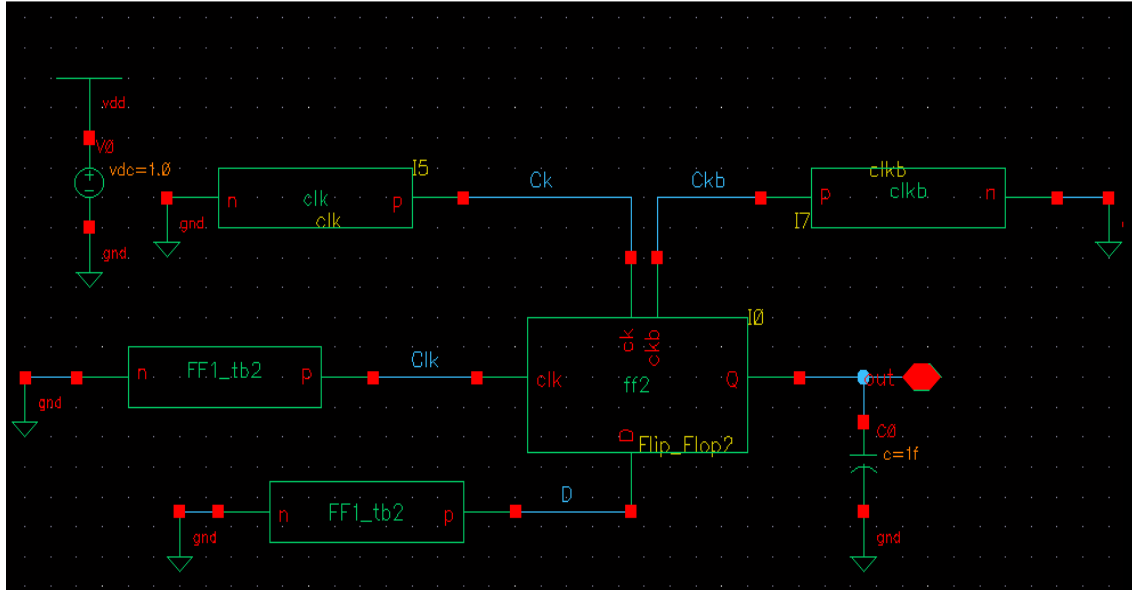 vdd
V0
vdc=1.0
gnd
I5
n clk p
clk
gnd
Ck
Ckb
clkb
p clkb n
I7
I0
ck
ckb
clk ff2 Q
D
Flip_Flop2
n FF1_tb2 p
gnd
Clk
out
C0
c=1f
gnd
n FF1_tb2 p
gnd
D